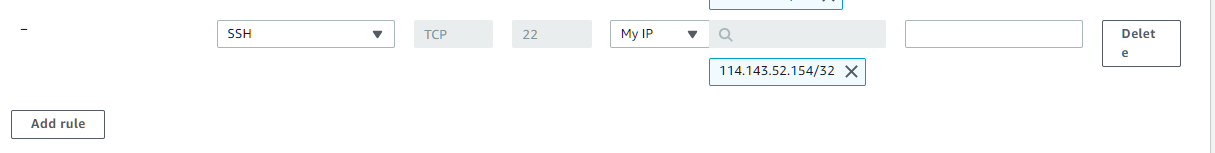 –
SSH
TCP
22
My IP
114.143.52.154/32
Delet
e
Add rule